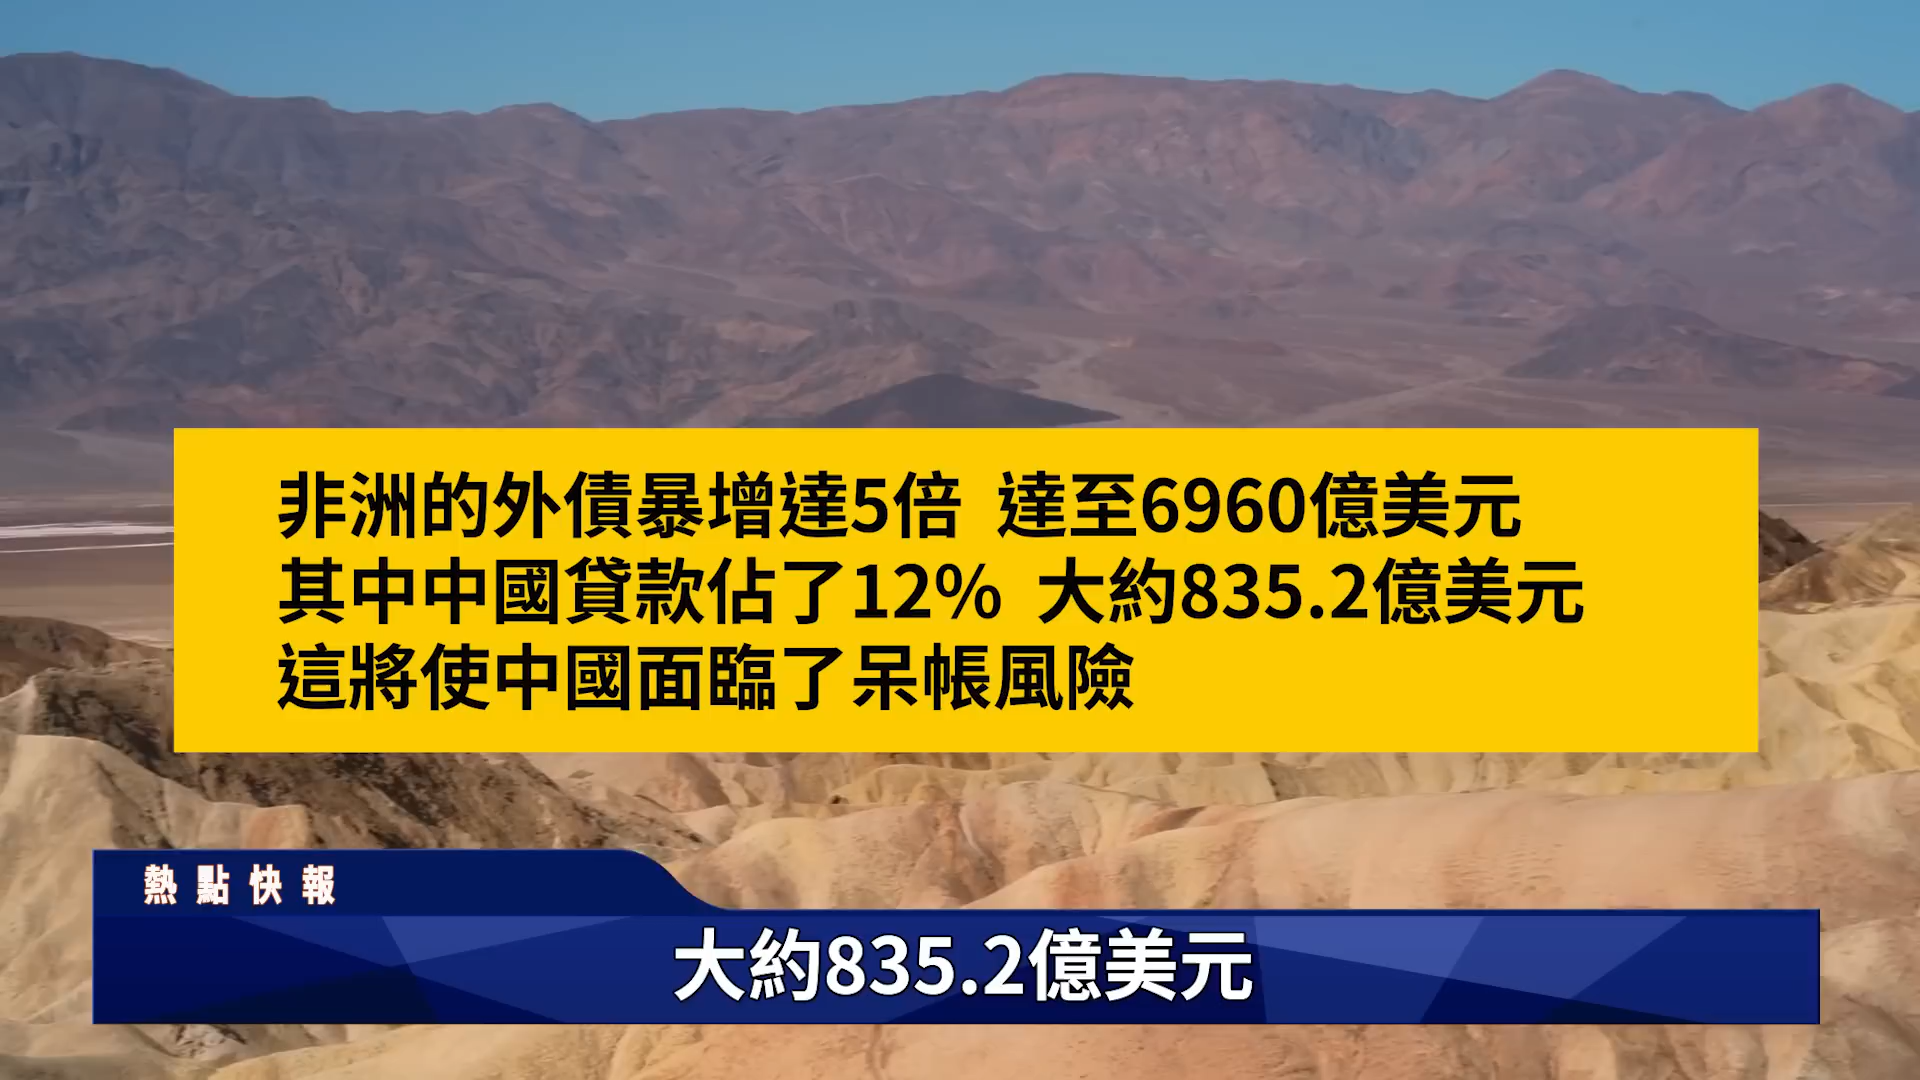 非洲的外債暴增達5倍 達至6960億美元
其中中國貸款佔了12% 大約835.2億美元
這將使中國面臨了呆帳風險
熱點快報
大約835.2億美元